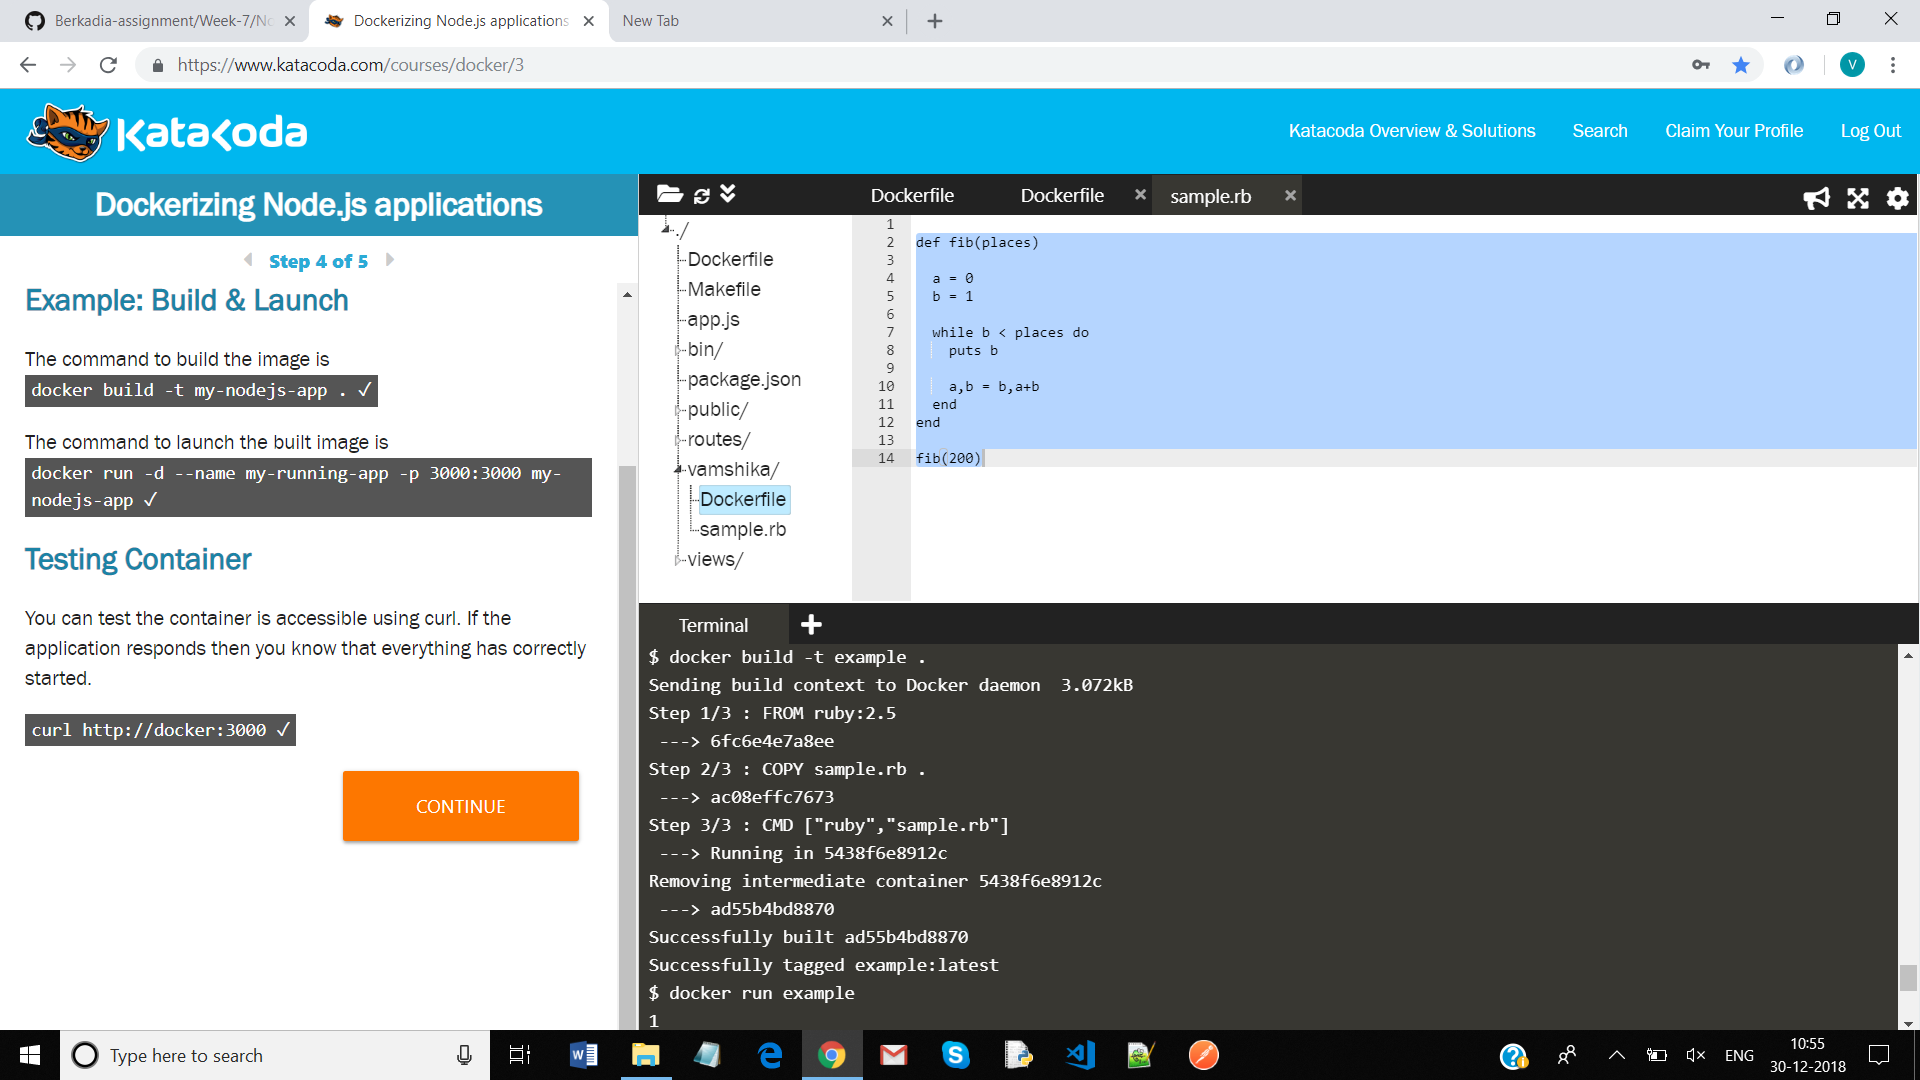 Berkadia-assignment/Week-7/No
Dockerizing Node.js applications
New Tab
https://www.katacoda.com/courses/docker/3
V
Katacoda
Katacoda Overview & Solutions
Search
Claim Your Profile
Log Out
Dockerizing Node.js applications
Step 4 of 5
Example: Build & Launch
The command to build the image is
docker build -t my-nodejs-app . ✓
The command to launch the built image is
docker run -d --name my-running-app -p 3000:3000 my-
nodejs-app ✓
Testing Container
You can test the container is accessible using curl. If the
application responds then you know that everything has correctly
started.
curl http://docker:3000 ✓
CONTINUE
Dockerfile
Dockerfile
sample.rb
./
Dockerfile
Makefile
app.js
bin/
package.json
public/
routes/
vamshika/
Dockerfile
sample.rb
views/
1
2 def fib(places)
3
4 a = 0
5 b = 1
6
7 while b < places do
8 puts b
9
10 a,b = b,a+b
11 end
12 end
13
14 fib(200)
Terminal
$ docker build -t example .
Sending build context to Docker daemon  3.072kB
Step 1/3 : FROM ruby:2.5
---> 6fc6e4e7a8ee
Step 2/3 : COPY sample.rb .
---> ac08effc7673
Step 3/3 : CMD ["ruby","sample.rb"]
---> Running in 5438f6e8912c
Removing intermediate container 5438f6e8912c
---> ad55b4bd8870
Successfully built ad55b4bd8870
Successfully tagged example:latest
$ docker run example
1
Type here to search
ENG
10:55
30-12-2018